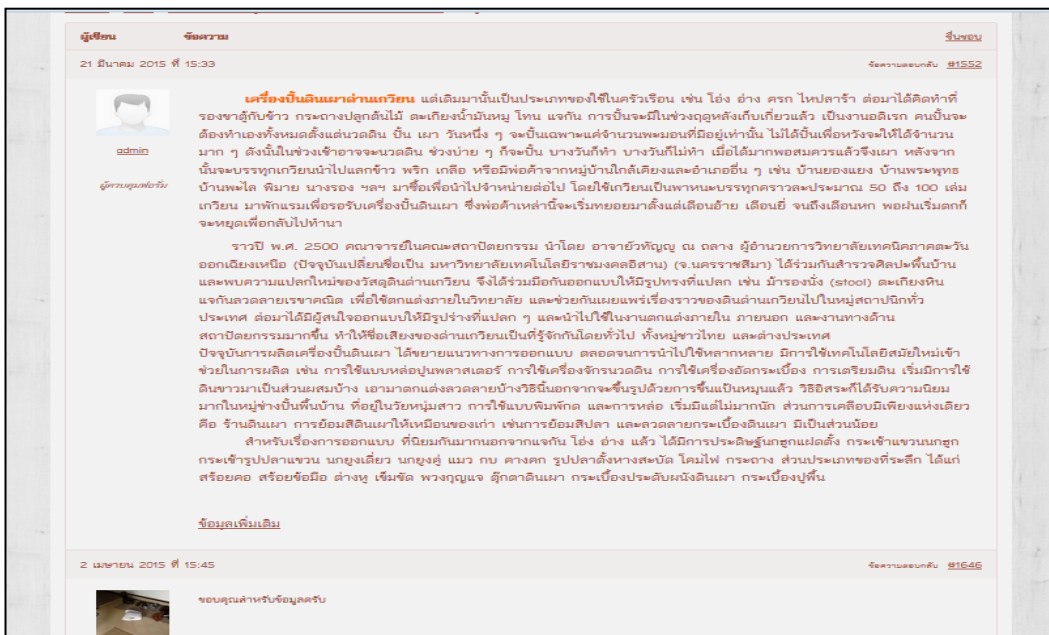 ผู้เขียน ข้อความ ชื่นชอบ
21 มีนาคม 2015 ที่ 15:33 ข้อความตอบกลับ #1552
เครื่องปั้นดินเผาด่านเกวียน แต่เดิมมานั้นเป็นประเภทของใช้ในครัวเรือน เช่น โอ่ง อ่าง ครก ไหปลาร้า ต่อมาได้คิดทำที่
รองขาตู้กับข้าว กระถางปลูกต้นไม้ ตะเกียงน้ำมันหมู โทน แจกัน การปั้นจะมีในช่วงฤดูหลังเก็บเกี่ยวแล้ว เป็นงานอดิเรก คนปั้นจะ
ต้องทำเองทั้งหมดตั้งแต่นวดดิน ปั้น เผา วันหนึ่ง ๆ จะปั้นเฉพาะแค่จำนวนพะมอนที่มีอยู่เท่านั้น ไม่ได้ปั้นเพื่อหวังจะให้ได้จำนวน
มาก ๆ ดังนั้นในช่วงเช้าอาจจะนวดดิน ช่วงบ่าย ๆ ก็จะปั้น บางวันก็ทำ บางวันก็ไม่ทำ เมื่อได้มากพอสมควรแล้วจึงเผา หลังจาก
นั้นจะบรรทุกเกวียนนำไปแลกข้าว พริก เกลือ หรือมีพ่อค้าจากหมู่บ้านใกล้เคียงและอำเภออื่น ๆ เช่น บ้านยองแยง บ้านพระพุทธ
บ้านพะไล พิมาย นางรอง ฯลฯ มาซื้อเพื่อนำไปจำหน่ายต่อไป โดยใช้เกวียนเป็นพาหนะบรรทุกคราวละประมาณ 50 ถึง 100 เล่ม
เกวียน มาพักแรมเพื่อรอรับเครื่องปั้นดินเผา ซึ่งพ่อค้าเหล่านี้จะเริ่มทยอยมาตั้งแต่เดือนอ้าย เดือนยี่ จนถึงเดือนหก พอฝนเริ่มตกก็
จะหยุดเพื่อกลับไปทำนา
admin
ผู้ควบคุมฟอรั่ม
ราวปี พ.ศ. 2500 คณาจารย์ในคณะสถาปัตยกรรม นำโดย อาจาย์วทัญญู ณ ถลาง ผู้อำนวยการวิทยาลัยเทคนิคภาคตะวัน
ออกเฉียงเหนือ (ปัจจุบันเปลี่ยนชื่อเป็น มหาวิทยาลัยเทคโนโลยีราชมงคลอีสาน) (จ.นครราชสีมา) ได้ร่วมกันสำรวจศิลปะพื้นบ้าน
และพบความแปลกใหม่ของวัสดุดินด่านเกวียน จึงได้ร่วมมือกันออกแบบให้มีรูปทรงที่แปลก เช่น ม้ารองนั่ง (stool) ตะเกียงหิน
แจกันลวดลายเรขาคณิต เพื่อใช้ตกแต่งภายในวิทยาลัย และช่วยกันเผยแพร่เรื่องราวของดินด่านเกวียนไปในหมู่สถาปนิกทั่ว
ประเทศ ต่อมาได้มีผู้สนใจออกแบบให้มีรูปร่างที่แปลก ๆ และนำไปใช้ในงานตกแต่งภายใน ภายนอก และงานทางด้าน
สถาปัตยกรรมมากขึ้น ทำให้ชื่อเสียงของด่านเกวียนเป็นที่รู้จักกันโดยทั่วไป ทั้งหมู่ชาวไทย และต่างประเทศ
ปัจจุบันการผลิตเครื่องปั้นดินเผา ได้ขยายแนวทางการออกแบบ ตลอดจนการนำไปใช้หลากหลาย มีการใช้เทคโนโลยีสมัยใหม่เข้า
ช่วยในการผลิต เช่น การใช้แบบหล่อปูนพลาสเตอร์ การใช้เครื่องจักรนวดดิน การใช้เครื่องอัดกระเบื้อง การเตรียมดิน เริ่มมีการใช้
ดินขาวมาเป็นส่วนผสมบ้าง เอามาตกแต่งลวดลายบ้างวิธีนี้นอกจากจะขึ้นรูปด้วยการขึ้นแป้นหมุนแล้ว วิธีอิสระก็ได้รับความนิยม
มากในหมู่ช่างปั้นพื้นบ้าน ที่อยู่ในวัยหนุ่มสาว การใช้แบบพิมพ์กด และการหล่อ เริ่มมีแต่ไม่มากนัก ส่วนการเคลือบมีเพียงแห่งเดียว
คือ ร้านดินเผา การย้อมสีดินเผาให้เหมือนของเก่า เช่นการย้อมสีปลา และลวดลายกระเบื้องดินเผา มีเป็นส่วนน้อย
สำหรับเรื่องการออกแบบ ที่นิยมกันมากนอกจากแจกัน โอ่ง อ่าง แล้ว ได้มีการประดิษฐ์นกฮูกแฝดตั้ง กระเช้าแขวนนกฮูก
กระเช้ารูปปลาแขวน นกยูงเดี่ยว นกยูงคู่ แมว กบ คางคก รูปปลาตั้งหางสะบัด โคมไฟ กระถาง ส่วนประเภทของที่ระลึก ได้แก่
สร้อยคอ สร้อยข้อมือ ต่างหู เข็มขัด พวงกุญแจ ตุ๊กตาดินเผา กระเบื้องประดับผนังดินเผา กระเบื้องปูพื้น
ข้อมูลเพิ่มเติม
2 เมษายน 2015 ที่ 15:45 ข้อความตอบกลับ #1646
ขอบคุณสำหรับข้อมูลครับ